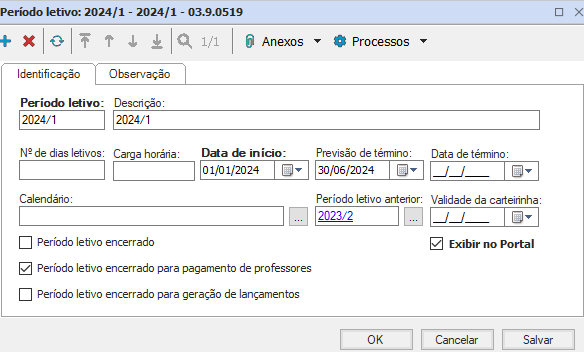 Período letivo: 2024/1 - 2024/1 - 03.9.0519
1/1 Anexos Processos
Identificação Observação
Período letivo: Descrição:
2024/1 2024/1
Nº de dias letivos: Carga horária: Data de início: Previsão de término: Data de término:
01/01/2024 30/06/2024 __/__/____
Calendário: Período letivo anterior: Validade da carteirinha:
... 2023/2 ... __/__/____
Período letivo encerrado Exibir no Portal
Período letivo encerrado para pagamento de professores
Período letivo encerrado para geração de lançamentos
OK Cancelar Salvar